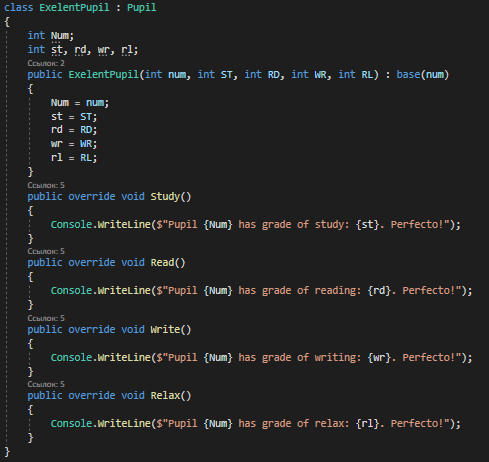 class ExelentPupil : Pupil
{
    int Num;
    int st, rd, wr, rl;
    Ссылок: 2
    public ExelentPupil(int num, int ST, int RD, int WR, int RL) : base(num)
    {
        Num = num;
        st = ST;
        rd = RD;
        wr = WR;
        rl = RL;
    }
    Ссылок: 5
    public override void Study()
    {
        Console.WriteLine($"Pupil {Num} has grade of study: {st}. Perfecto!");
    }
    Ссылок: 5
    public override void Read()
    {
        Console.WriteLine($"Pupil {Num} has grade of reading: {rd}. Perfecto!");
    }
    Ссылок: 5
    public override void Write()
    {
        Console.WriteLine($"Pupil {Num} has grade of writing: {wr}. Perfecto!");
    }
    Ссылок: 5
    public override void Relax()
    {
        Console.WriteLine($"Pupil {Num} has grade of relax: {rl}. Perfecto!");
    }
}